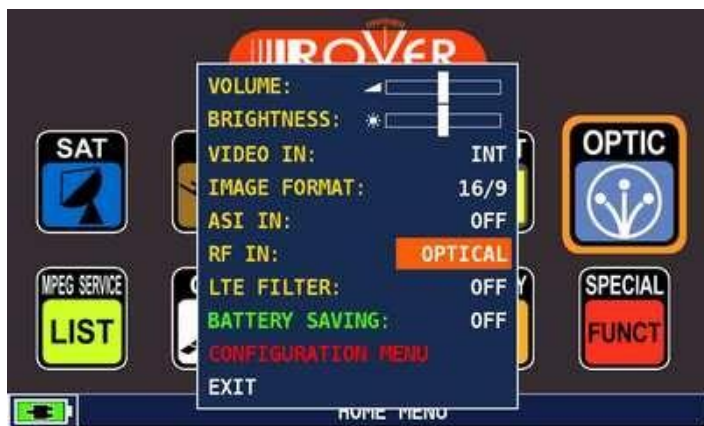 ROVER
VOLUME:
BRIGHTNESS:
VIDEO IN: INT
IMAGE FORMAT: 16/9
ASI IN: OFF
RF IN: OPTICAL
LTE FILTER: OFF
BATTERY SAVING: OFF
CONFIGURATION MENU
EXIT
SAT
OPTIC
MPEG SERVICE
LIST
SPECIAL
FUNCT
HOME MENU